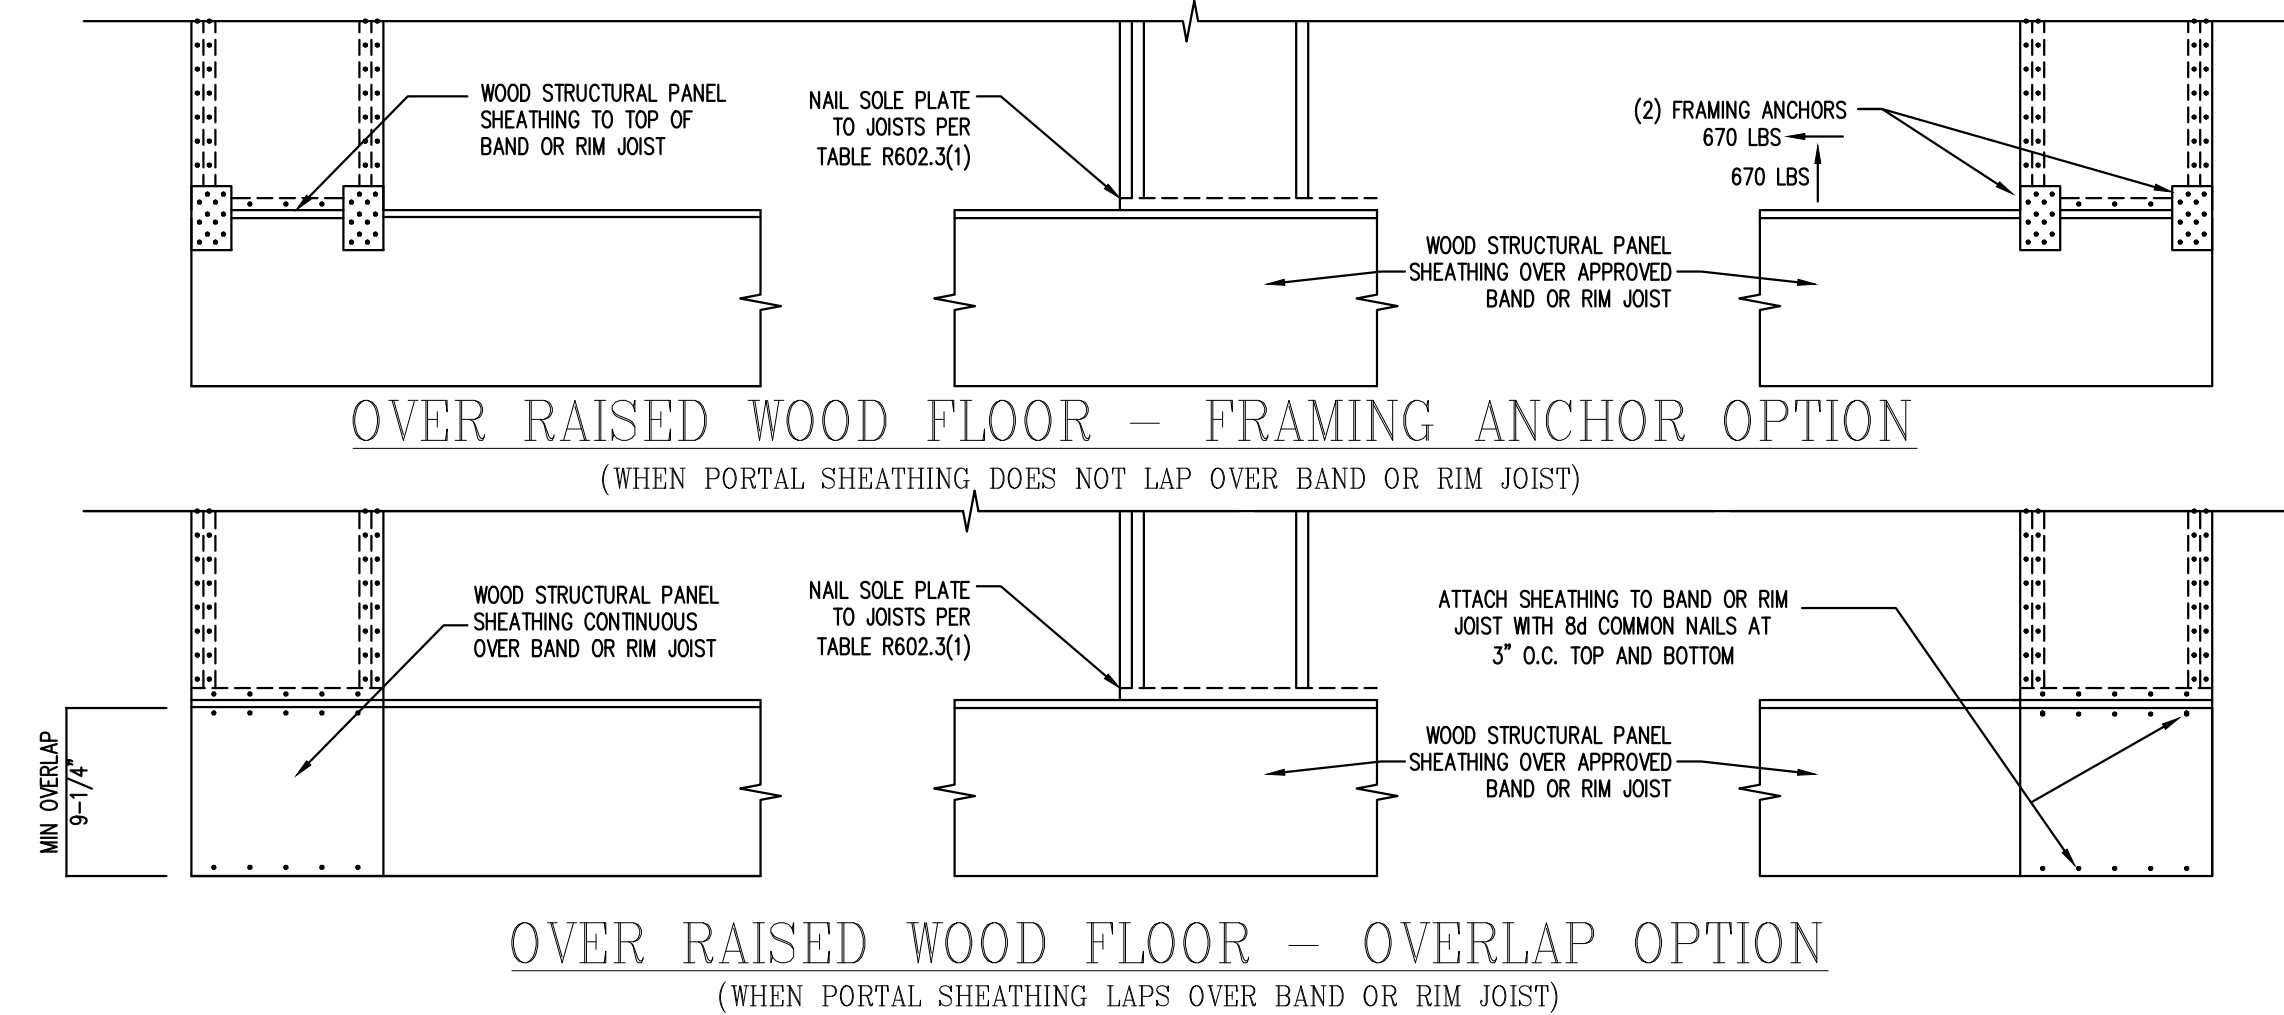 WOOD STRUCTURAL PANEL
SHEATHING TO TOP OF
BAND OR RIM JOIST
NAIL SOLE PLATE
TO JOISTS PER
TABLE R602.3(1)
(2) FRAMING ANCHORS
670 LBS
670 LBS
WOOD STRUCTURAL PANEL
SHEATHING OVER APPROVED
BAND OR RIM JOIST
OVER RAISED WOOD FLOOR – FRAMING ANCHOR OPTION
(WHEN PORTAL SHEATHING DOES NOT LAP OVER BAND OR RIM JOIST)
WOOD STRUCTURAL PANEL
SHEATHING CONTINUOUS
OVER BAND OR RIM JOIST
NAIL SOLE PLATE
TO JOISTS PER
TABLE R602.3(1)
ATTACH SHEATHING TO BAND OR RIM
JOIST WITH 8d COMMON NAILS AT
3" O.C. TOP AND BOTTOM
MIN OVERLAP
9-1/4"
WOOD STRUCTURAL PANEL
SHEATHING OVER APPROVED
BAND OR RIM JOIST
OVER RAISED WOOD FLOOR – OVERLAP OPTION
(WHEN PORTAL SHEATHING LAPS OVER BAND OR RIM JOIST)